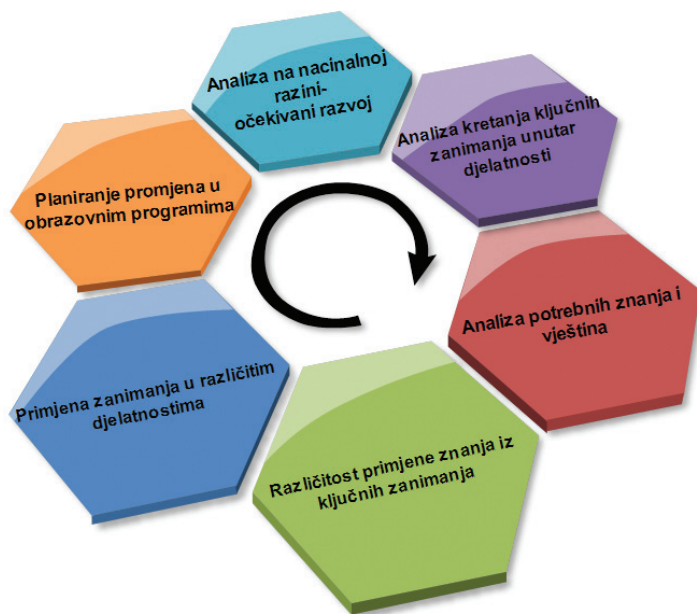 Analiza na nacinalnoj
razini-
očekivani razvoj
Analiza kretanja ključnih
zanimanja unutar
djelatnosti
Analiza potrebnih znanja i
vještina
Različitost primjene znanja iz
ključnih zanimanja
Primjena zanimanja u različitim
djelatnostima
Planiranje promjena u
obrazovnim programima